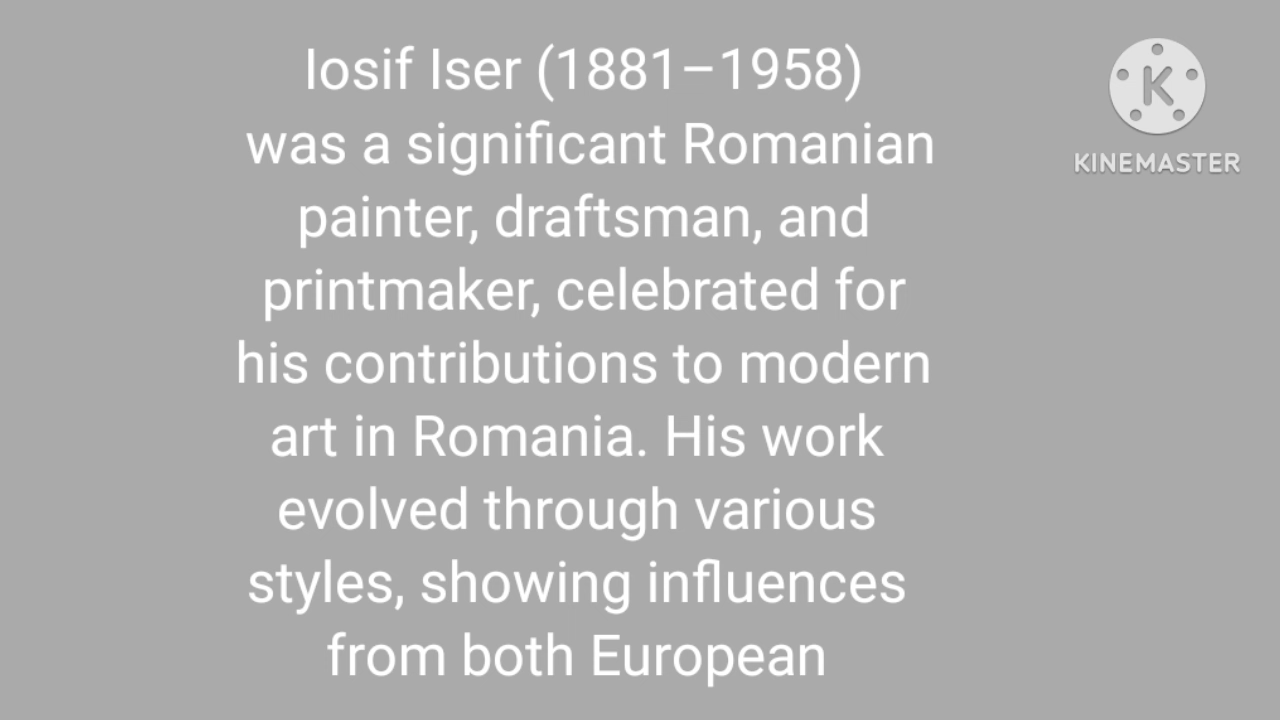 Iosif Iser (1881–1958)
was a significant Romanian
painter, draftsman, and
printmaker, celebrated for
his contributions to modern
art in Romania. His work
evolved through various
styles, showing influences
from both European
K
KINEMASTER